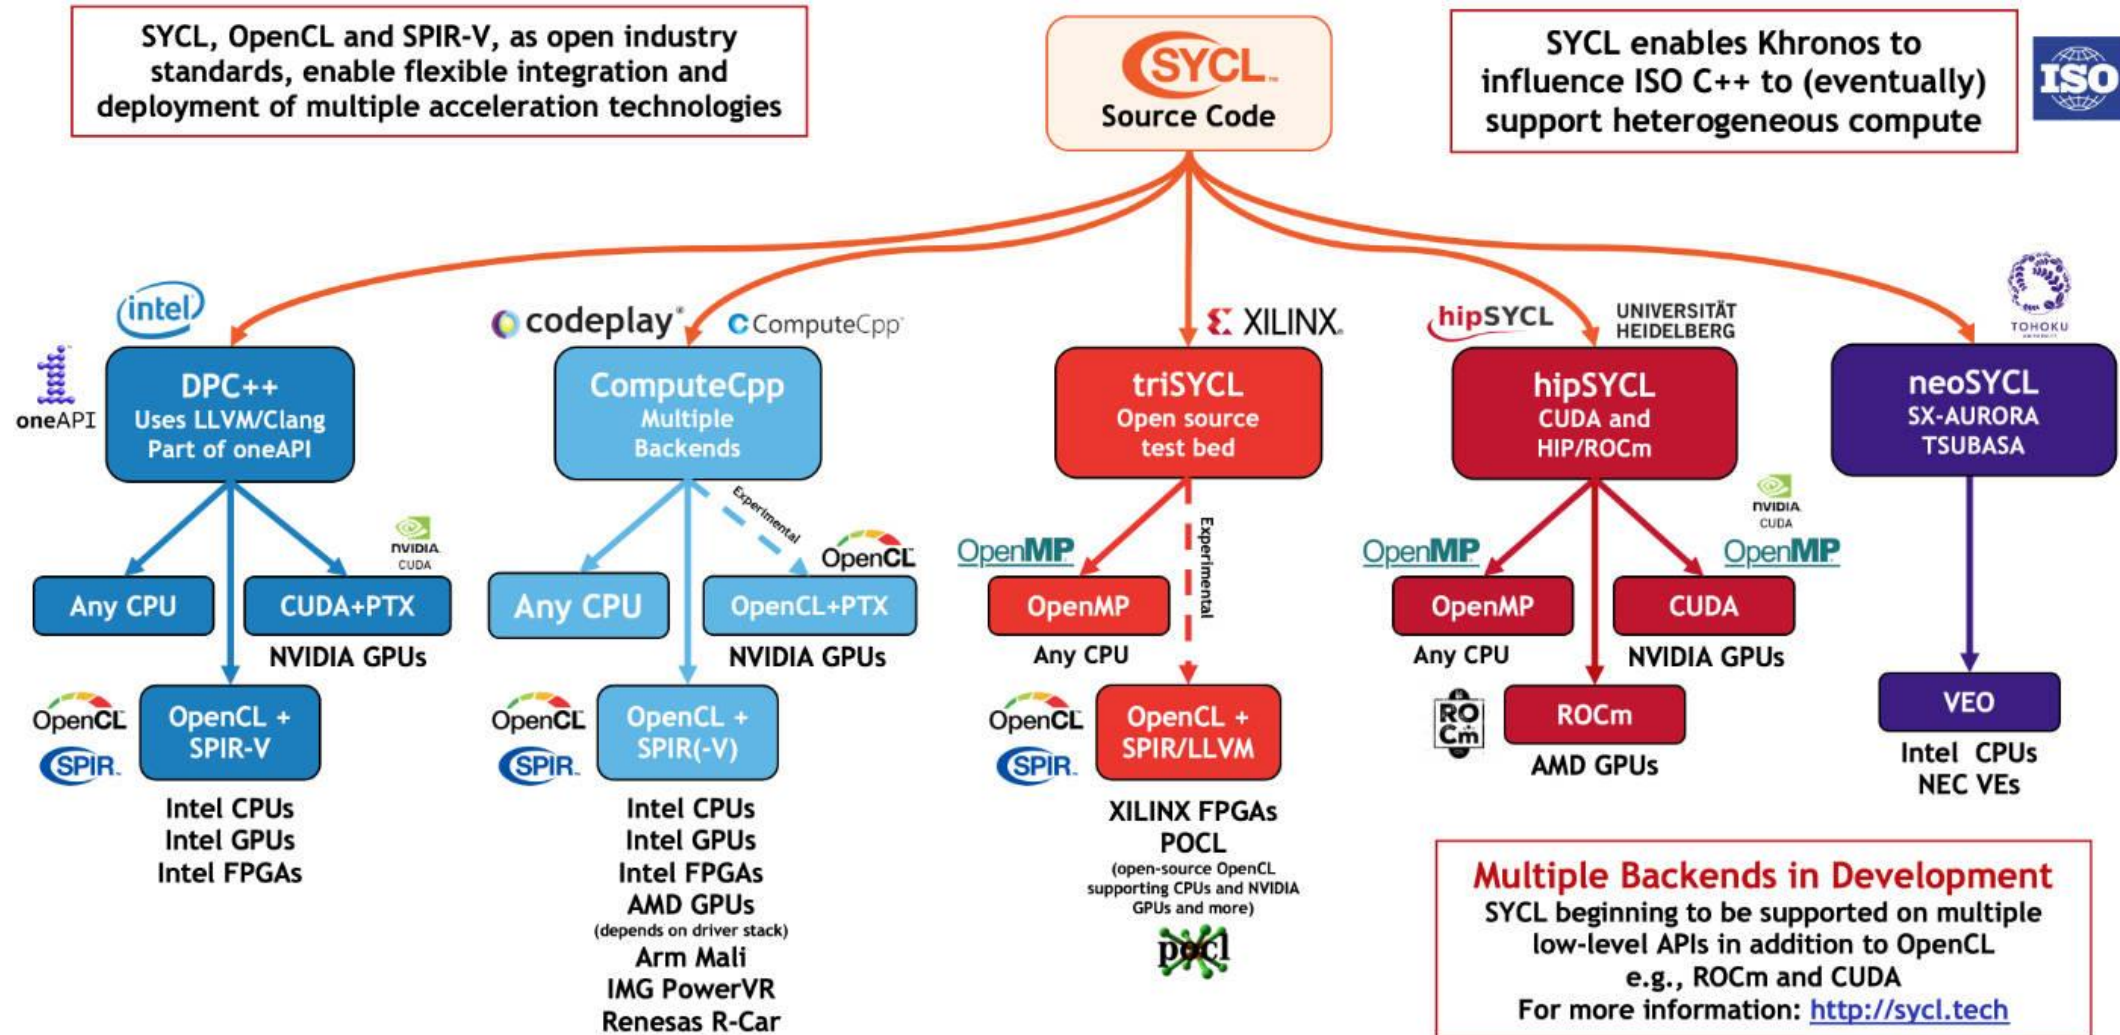 SYCL, OpenCL and SPIR-V, as open industry
standards, enable flexible integration and
deployment of multiple acceleration technologies
SYCL™
Source Code
SYCL enables Khronos to
influence ISO C++ to (eventually)
support heterogeneous compute
ISO
intel
oneAPI
DPC++
Uses LLVM/Clang
Part of oneAPI
codeplay®
ComputeCpp™
ComputeCpp
Multiple
Backends
XILINX®
triSYCL
Open source
test bed
hipSYCL
UNIVERSITÄT
HEIDELBERG
hipSYCL
CUDA and
HIP/ROCm
TOHOKU
UNIVERSITY
neoSYCL
SX-AURORA
TSUBASA
Any CPU
NVIDIA
CUDA
CUDA+PTX
NVIDIA GPUs
OpenCL
SPIR™
OpenCL +
SPIR-V
Intel CPUs
Intel GPUs
Intel FPGAs
Experimental
Any CPU
OpenCL
OpenCL+PTX
NVIDIA GPUs
OpenCL
SPIR™
OpenCL +
SPIR(-V)
Intel CPUs
Intel GPUs
Intel FPGAs
AMD GPUs
(depends on driver stack)
Arm Mali
IMG PowerVR
Renesas R-Car
OpenMP
OpenMP
Any CPU
Experimental
OpenCL
SPIR™
OpenCL +
SPIR/LLVM
XILINX FPGAs
POCL
(open-source OpenCL
supporting CPUs and NVIDIA
GPUs and more)
pocl
OpenMP
OpenMP
Any CPU
NVIDIA
CUDA
OpenMP
CUDA
NVIDIA GPUs
ROCm
ROCm
AMD GPUs
VEO
Intel CPUs
NEC VEs
Multiple Backends in Development
SYCL beginning to be supported on multiple
low-level APIs in addition to OpenCL
e.g., ROCm and CUDA
For more information: http://sycl.tech